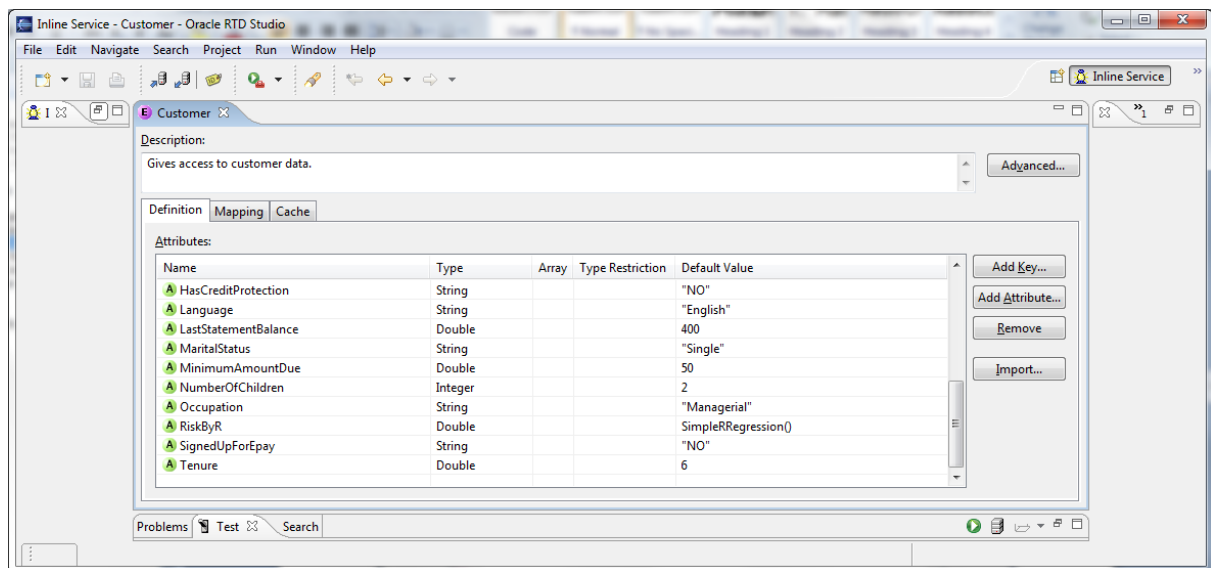 Inline Service - Customer - Oracle RTD Studio
File Edit Navigate Search Project Run Window Help
Inline Service
I
Customer
1
Description:
Gives access to customer data.
Advanced...
Definition Mapping Cache
Attributes:
Name Type Array Type Restriction Default Value
Add Key...
A HasCreditProtection String "NO"
Add Attribute...
A Language String "English"
A LastStatementBalance Double 400
Remove
A MaritalStatus String "Single"
A MinimumAmountDue Double 50
Import...
A NumberOfChildren Integer 2
A Occupation String "Managerial"
A RiskByR Double SimpleRRegression()
A SignedUpForEpay String "NO"
A Tenure Double 6
Problems Test Search